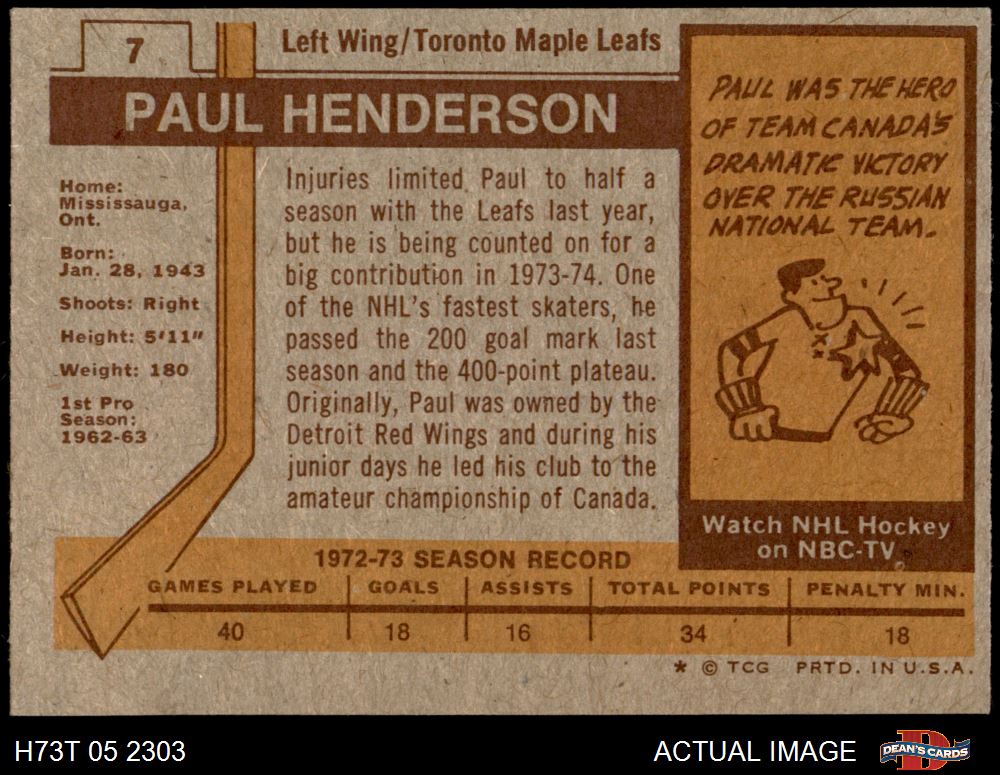 7
Left Wing/Toronto Maple Leafs
PAUL HENDERSON
Home:
Mississauga,
Ont.
Born:
Jan. 28, 1943
Shoots: Right
Height: 5'11"
Weight: 180
1st Pro
Season:
1962-63
Injuries limited Paul to half a
season with the Leafs last year,
but he is being counted on for a
big contribution in 1973-74. One
of the NHL's fastest skaters, he
passed the 200 goal mark last
season and the 400-point plateau.
Originally, Paul was owned by the
Detroit Red Wings and during his
junior days he led his club to the
amateur championship of Canada.
PAUL WAS THE HERO
OF TEAM CANADA'S
DRAMATIC VICTORY
OVER THE RUSSIAN
NATIONAL TEAM.
Watch NHL Hockey
on NBC-TV
1972-73 SEASON RECORD
GAMES PLAYED GOALS ASSISTS TOTAL POINTS PENALTY MIN.
40 18 16 34 18
* © TCG PRTD. IN U.S.A.
H73T 05 2303 ACTUAL IMAGE D DEAN'S CARDS